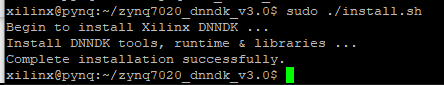 xilinx@pynq:~/zynq7020_dnndk_v3.0$ sudo ./install.sh
Begin to install Xilinx DNNDK ...
Install DNNDK tools, runtime & libraries ...
Complete installation successfully.
xilinx@pynq:~/zynq7020_dnndk_v3.0$